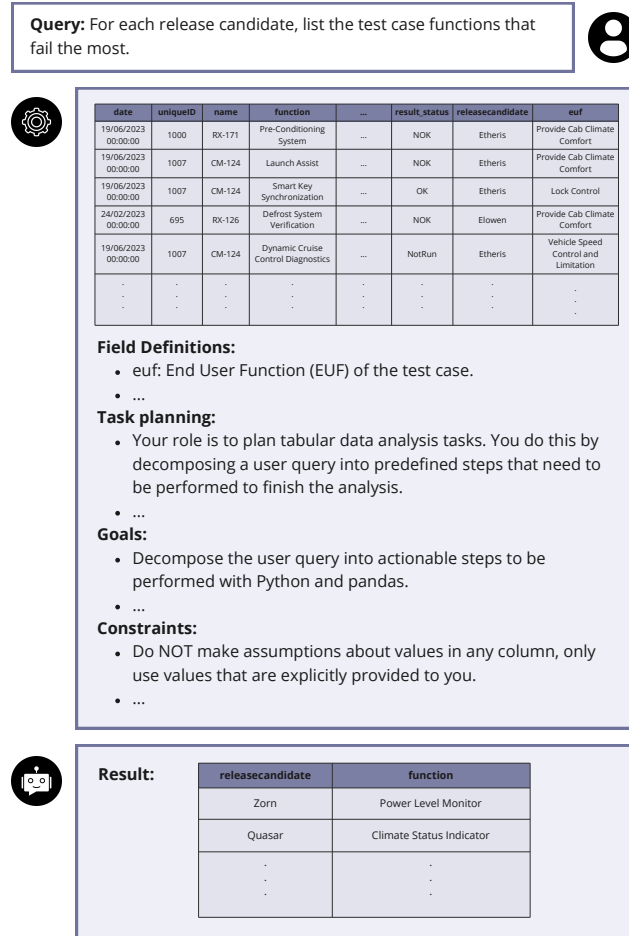 Query: For each release candidate, list the test case functions that
fail the most.
date uniqueID name function ... result_status releasecandidate euf
19/06/2023 00:00:00 1000 RX-171 Pre-Conditioning System ... NOK Etheris Provide Cab Climate Comfort
19/06/2023 00:00:00 1007 CM-124 Launch Assist ... NOK Etheris Provide Cab Climate Comfort
19/06/2023 00:00:00 1007 CM-124 Smart Key Synchronization ... OK Etheris Lock Control
24/02/2023 00:00:00 695 RX-126 Defrost System Verification ... NOK Elowen Provide Cab Climate Comfort
19/06/2023 00:00:00 1007 CM-124 Dynamic Cruise Control Diagnostics ... NotRun Etheris Vehicle Speed Control and Limitation
. . . . . . .
. . . . . . .
. . . . . . .
Field Definitions:
• euf: End User Function (EUF) of the test case.
• ...
Task planning:
• Your role is to plan tabular data analysis tasks. You do this by
decomposing a user query into predefined steps that need to
be performed to finish the analysis.
• ...
Goals:
• Decompose the user query into actionable steps to be
performed with Python and pandas.
• ...
Constraints:
• Do NOT make assumptions about values in any column, only
use values that are explicitly provided to you.
• ...
Result:
releasecandidate function
Zorn Power Level Monitor
Quasar Climate Status Indicator
. .
. .
. .